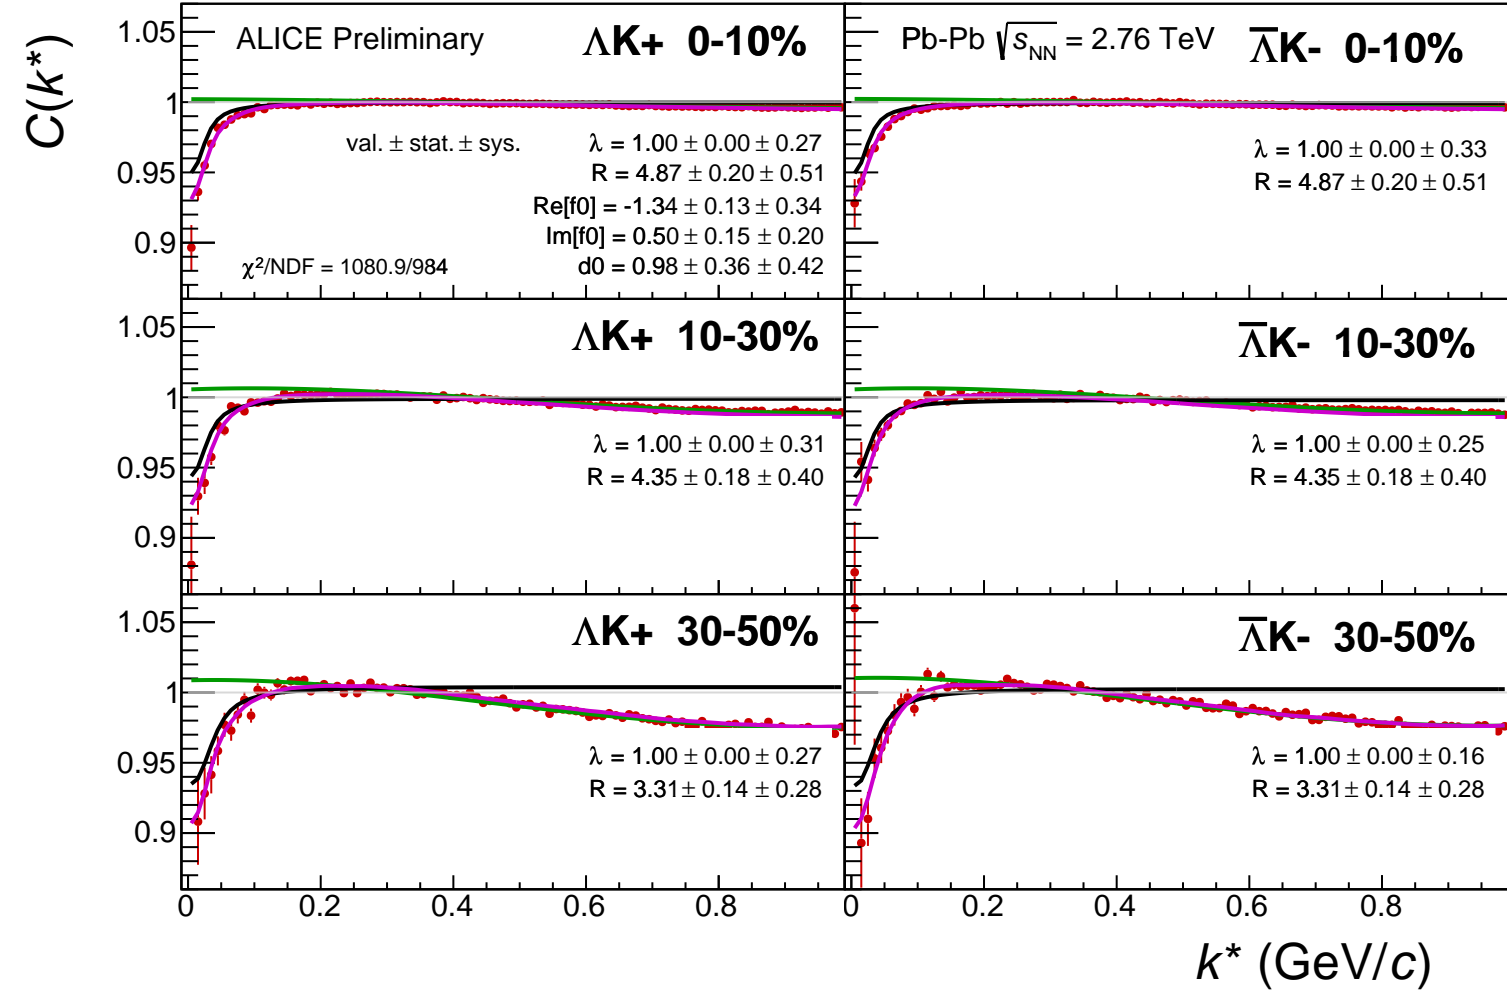 C(k*)
ALICE Preliminary
ΛK+ 0-10%
1.05
1
0.95
0.9
val. ± stat. ± sys.
λ = 1.00 ± 0.00 ± 0.27
R = 4.87 ± 0.20 ± 0.51
Re[f0] = -1.34 ± 0.13 ± 0.34
Im[f0] = 0.50 ± 0.15 ± 0.20
d0 = 0.98 ± 0.36 ± 0.42
χ²/NDF = 1080.9/984
Pb-Pb √sNN = 2.76 TeV
Λ̅K- 0-10%
λ = 1.00 ± 0.00 ± 0.33
R = 4.87 ± 0.20 ± 0.51
ΛK+ 10-30%
1.05
1
0.95
0.9
λ = 1.00 ± 0.00 ± 0.31
R = 4.35 ± 0.18 ± 0.40
Λ̅K- 10-30%
λ = 1.00 ± 0.00 ± 0.25
R = 4.35 ± 0.18 ± 0.40
ΛK+ 30-50%
1.05
1
0.95
0.9
λ = 1.00 ± 0.00 ± 0.27
R = 3.31 ± 0.14 ± 0.28
Λ̅K- 30-50%
λ = 1.00 ± 0.00 ± 0.16
R = 3.31 ± 0.14 ± 0.28
0 0.2 0.4 0.6 0.8
0 0.2 0.4 0.6 0.8
k* (GeV/c)